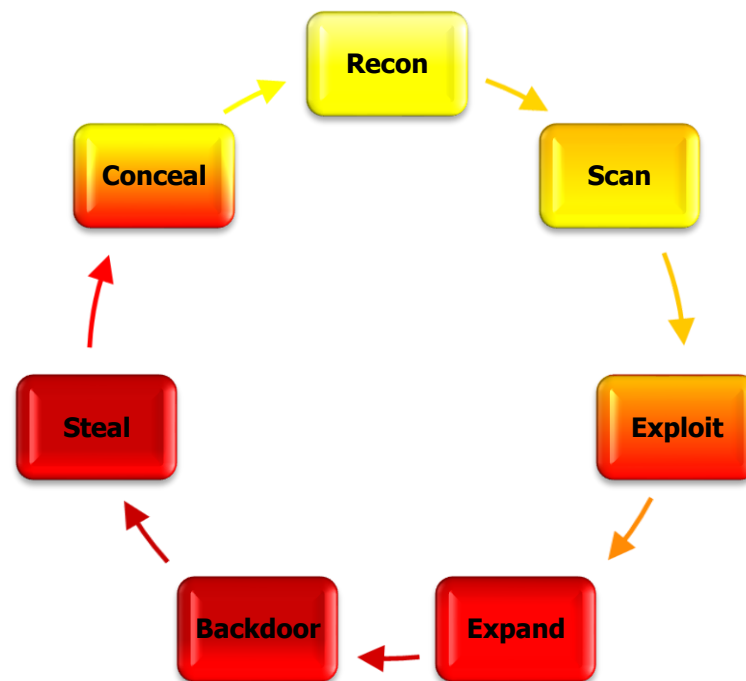 Recon
Scan
Exploit
Expand
Backdoor
Steal
Conceal